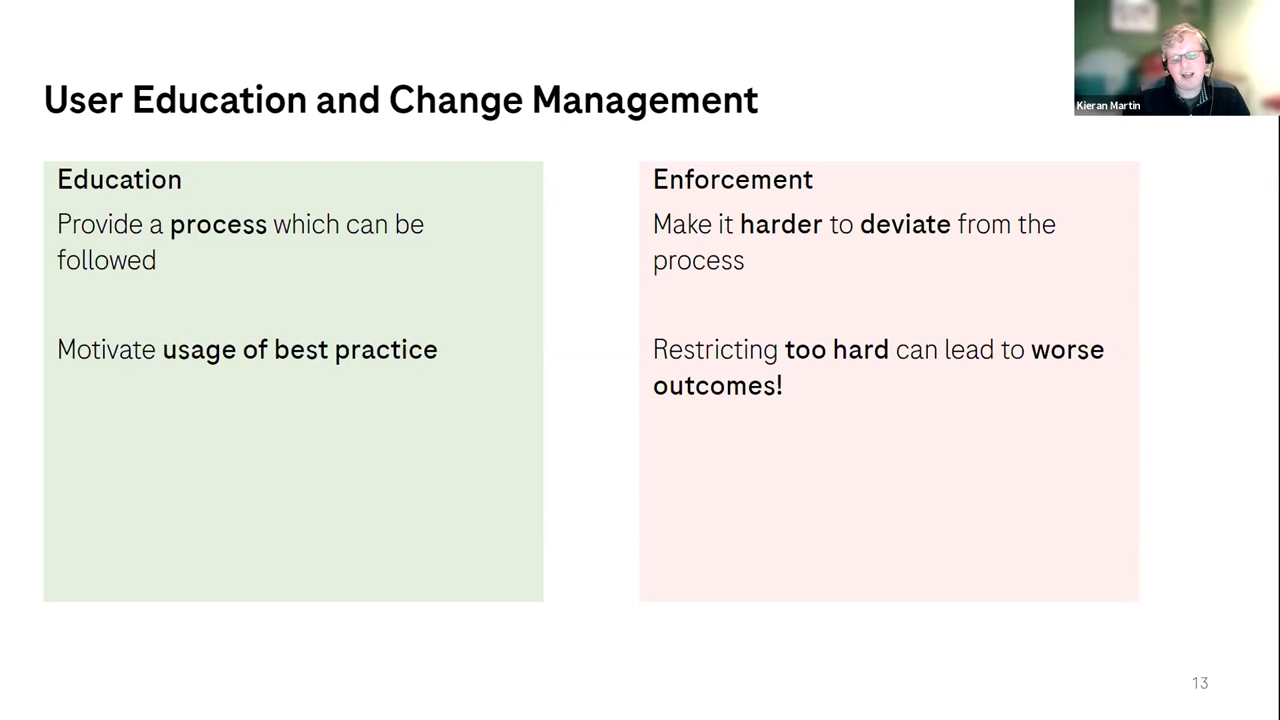 User Education and Change Management
Kieran Martin
Education
Provide a process which can be
followed
Motivate usage of best practice
Enforcement
Make it harder to deviate from the
process
Restricting too hard can lead to worse
outcomes!
13